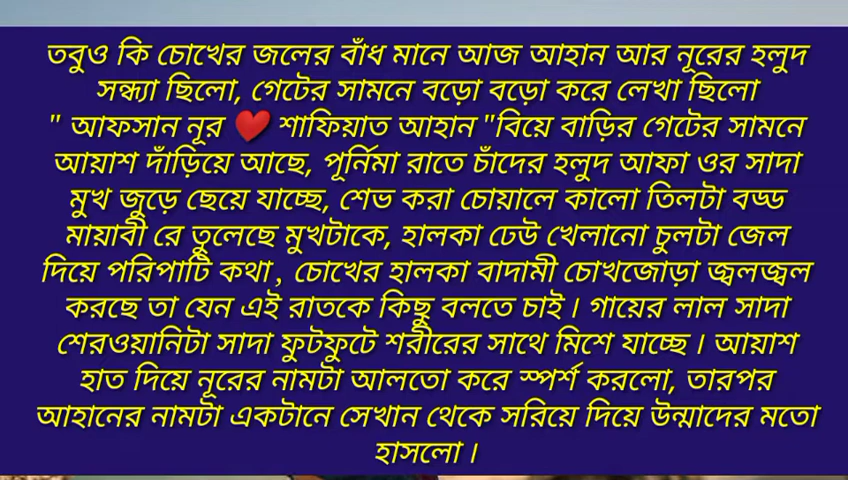 তবুও কি চোখের জলের বাঁধ মানে আজ আহান আর নূরের হলুদ
সন্ধ্যা ছিলো, গেটের সামনে বড়ো বড়ো করে লেখা ছিলো
" আফসান নূর ❤️ শাফিয়াত আহান "বিয়ে বাড়ির গেটের সামনে
আয়াশ দাঁড়িয়ে আছে, পূর্নিমা রাতে চাঁদের হলুদ আফা ওর সাদা
মুখ জুড়ে ছেয়ে যাচ্ছে, শেভ করা চোয়ালে কালো তিলটা বড্ড
মায়াবী রে তুলেছে মুখটাকে, হালকা ঢেউ খেলানো চুলটা জেল
দিয়ে পরিপাটি কথা , চোখের হালকা বাদামী চোখজোড়া জ্বলজ্বল
করছে তা যেন এই রাতকে কিছু বলতে চাই । গায়ের লাল সাদা
শেরওয়ানিটা সাদা ফুটফুটে শরীরের সাথে মিশে যাচ্ছে । আয়াশ
হাত দিয়ে নূরের নামটা আলতো করে স্পর্শ করলো, তারপর
আহানের নামটা একটানে সেখান থেকে সরিয়ে দিয়ে উন্মাদের মতো
হাসলো ।